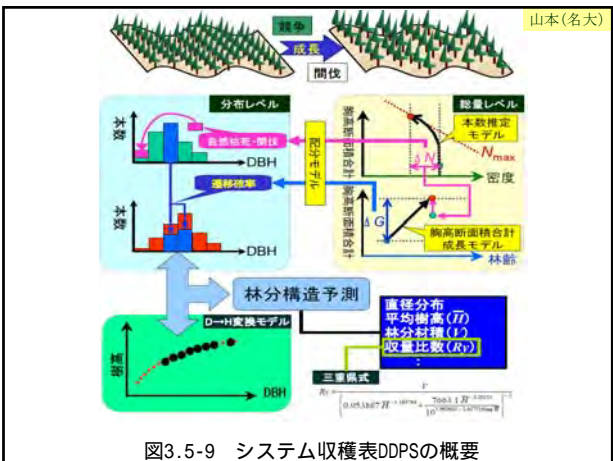 山本(名大)
競争
成長
間伐
分布レベル
本数
自然枯死・間伐
DBH
遷移確率
本数
DBH
配分モデル
総量レベル
胸高断面積合計
本数推定
モデル
Nmax
ΔN
密度
胸高断面積合計
ΔG
胸高断面積合計
成長モデル
林齢
林分構造予測
D→H変換モデル
樹高
DBH
直径分布
平均樹高(H̅)
林分材積(V)
収量比数(Ry)
:
三重県式
図3.5-9 システム収穫表DDPSの概要